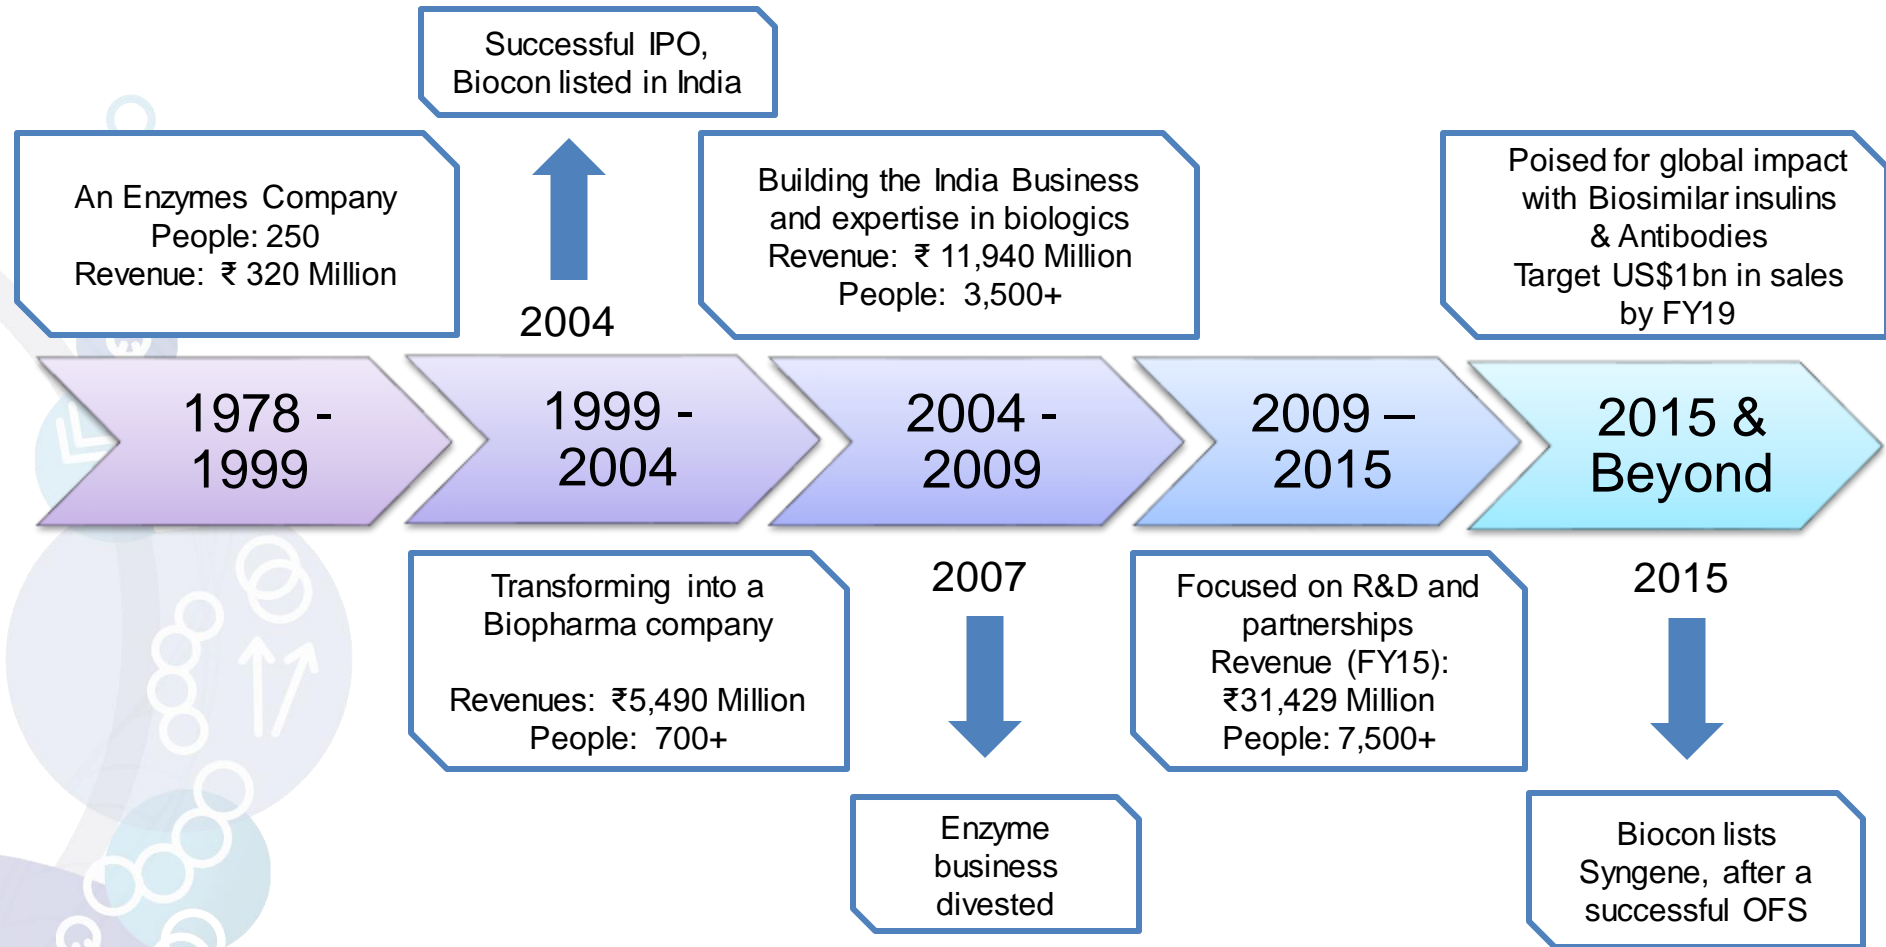 Successful IPO,
Biocon listed in India
An Enzymes Company
People: 250
Revenue: ₹ 320 Million
2004
Building the India Business
and expertise in biologics
Revenue: ₹ 11,940 Million
People: 3,500+
Poised for global impact
with Biosimilar insulins
& Antibodies
Target US$1bn in sales
by FY19
1978 -
1999
1999 -
2004
2004 -
2009
2009 –
2015
2015 &
Beyond
Transforming into a
Biopharma company
Revenues: ₹5,490 Million
People: 700+
2007
Enzyme
business
divested
Focused on R&D and
partnerships
Revenue (FY15):
₹31,429 Million
People: 7,500+
2015
Biocon lists
Syngene, after a
successful OFS